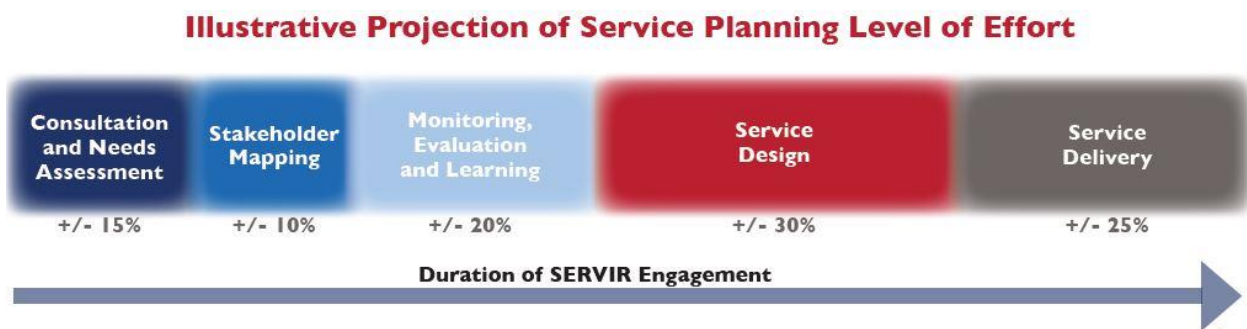 Illustrative Projection of Service Planning Level of Effort
Consultation
and Needs
Assessment
Stakeholder
Mapping
Monitoring,
Evaluation
and Learning
Service
Design
Service
Delivery
+/- 15%
+/- 10%
+/- 20%
+/- 30%
+/- 25%
Duration of SERVIR Engagement